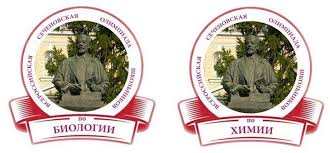 ВСЕРОССИЙСКАЯ СЕЧЕНОВСКАЯ ОЛИМПИАДА ШКОЛЬНИКОВ
по
БИОЛОГИИ
ВСЕРОССИЙСКАЯ СЕЧЕНОВСКАЯ ОЛИМПИАДА ШКОЛЬНИКОВ
по
ХИМИИ